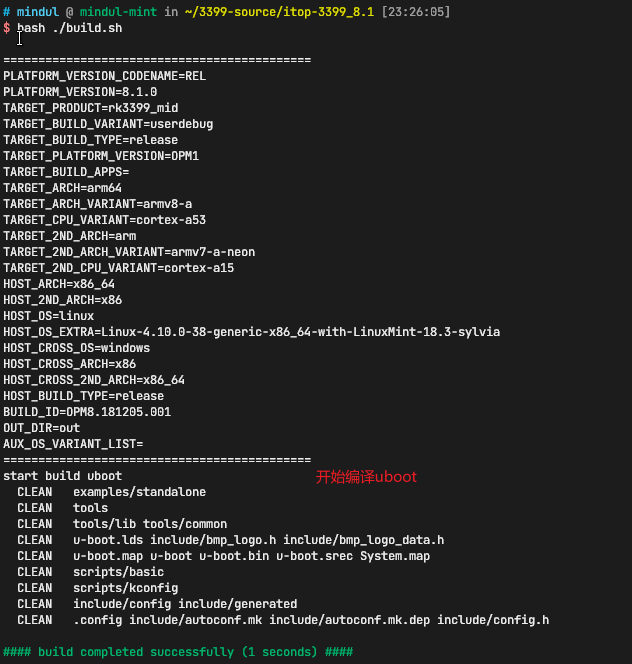 # mindul @ mindul-mint in ~/3399-source/itop-3399_8.1 [23:26:05]
$ bash ./build.sh
============================================
PLATFORM_VERSION_CODENAME=REL
PLATFORM_VERSION=8.1.0
TARGET_PRODUCT=rk3399_mid
TARGET_BUILD_VARIANT=userdebug
TARGET_BUILD_TYPE=release
TARGET_PLATFORM_VERSION=OPM1
TARGET_BUILD_APPS=
TARGET_ARCH=arm64
TARGET_ARCH_VARIANT=armv8-a
TARGET_CPU_VARIANT=cortex-a53
TARGET_2ND_ARCH=arm
TARGET_2ND_ARCH_VARIANT=armv7-a-neon
TARGET_2ND_CPU_VARIANT=cortex-a15
HOST_ARCH=x86_64
HOST_2ND_ARCH=x86
HOST_OS=linux
HOST_OS_EXTRA=Linux-4.10.0-38-generic-x86_64-with-LinuxMint-18.3-sylvia
HOST_CROSS_OS=windows
HOST_CROSS_ARCH=x86
HOST_CROSS_2ND_ARCH=x86_64
HOST_BUILD_TYPE=release
BUILD_ID=OPM8.181205.001
OUT_DIR=out
AUX_OS_VARIANT_LIST=
============================================
start build uboot 开始编译uboot
CLEAN examples/standalone
CLEAN tools
CLEAN tools/lib tools/common
CLEAN u-boot.lds include/bmp_logo.h include/bmp_logo_data.h
CLEAN u-boot.map u-boot u-boot.bin u-boot.srec System.map
CLEAN scripts/basic
CLEAN scripts/kconfig
CLEAN include/config include/generated
CLEAN .config include/autoconf.mk include/autoconf.mk.dep include/config.h
#### build completed successfully (1 seconds) ####